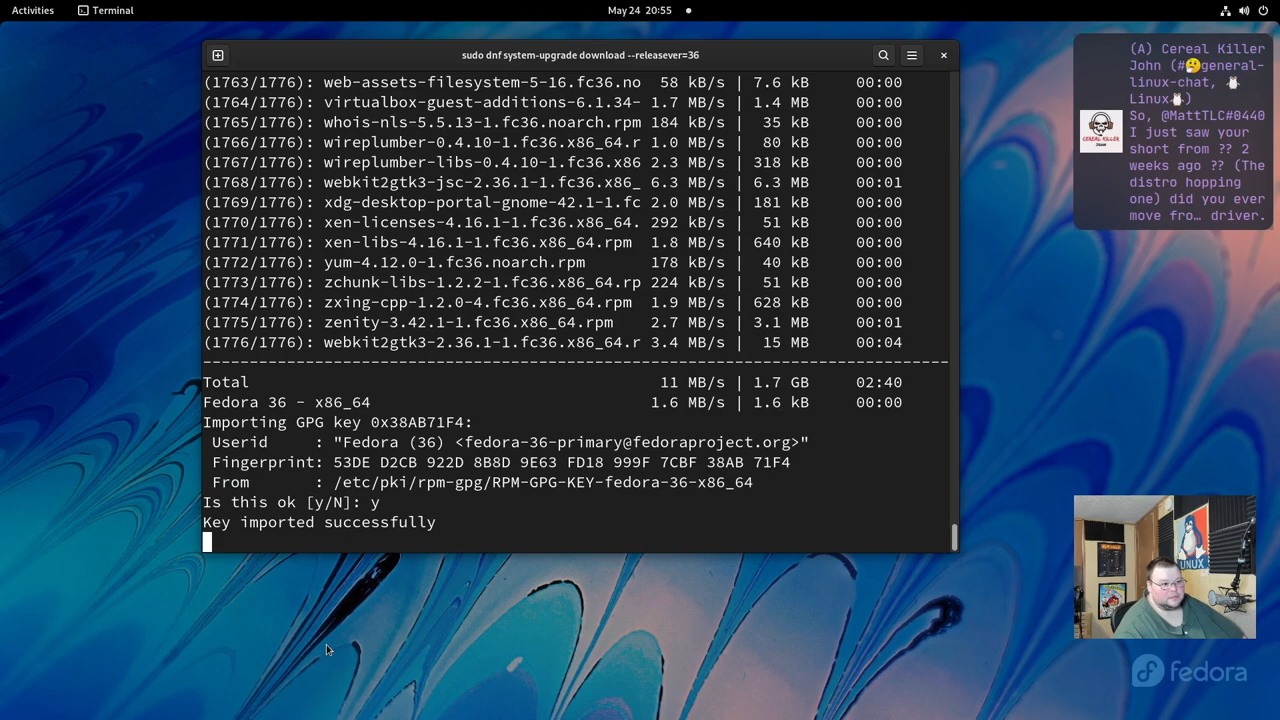 Activities
Terminal
May 24 20:55
sudo dnf system-upgrade download --releasever=36
(1763/1776): web-assets-filesystem-5-16.fc36.no 58 kB/s | 7.6 kB 00:00
(1764/1776): virtualbox-guest-additions-6.1.34- 1.7 MB/s | 1.4 MB 00:00
(1765/1776): whois-nls-5.5.13-1.fc36.noarch.rpm 184 kB/s | 35 kB 00:00
(1766/1776): wireplumber-0.4.10-1.fc36.x86_64.r 1.0 MB/s | 80 kB 00:00
(1767/1776): wireplumber-libs-0.4.10-1.fc36.x86 2.3 MB/s | 318 kB 00:00
(1768/1776): webkit2gtk3-jsc-2.36.1-1.fc36.x86_ 6.3 MB/s | 6.3 MB 00:01
(1769/1776): xdg-desktop-portal-gnome-42.1-1.fc 2.0 MB/s | 181 kB 00:00
(1770/1776): xen-licenses-4.16.1-1.fc36.x86_64. 292 kB/s | 51 kB 00:00
(1771/1776): xen-libs-4.16.1-1.fc36.x86_64.rpm 1.8 MB/s | 640 kB 00:00
(1772/1776): yum-4.12.0-1.fc36.noarch.rpm 178 kB/s | 40 kB 00:00
(1773/1776): zchunk-libs-1.2.2-1.fc36.x86_64.rp 224 kB/s | 51 kB 00:00
(1774/1776): zxing-cpp-1.2.0-4.fc36.x86_64.rpm 1.9 MB/s | 628 kB 00:00
(1775/1776): zenity-3.42.1-1.fc36.x86_64.rpm 2.7 MB/s | 3.1 MB 00:01
(1776/1776): webkit2gtk3-2.36.1-1.fc36.x86_64.r 3.4 MB/s | 15 MB 00:04
--------------------------------------------------------------------------------
Total 11 MB/s | 1.7 GB 02:40
Fedora 36 - x86_64 1.6 MB/s | 1.6 kB 00:00
Importing GPG key 0x38AB71F4:
Userid : "Fedora (36) <fedora-36-primary@fedoraproject.org>"
Fingerprint: 53DE D2CB 922D 8B8D 9E63 FD18 999F 7CBF 38AB 71F4
From : /etc/pki/rpm-gpg/RPM-GPG-KEY-fedora-36-x86_64
Is this ok [y/N]: y
Key imported successfully
(A) Cereal Killer
John (#🤔general-
linux-chat, 🐧
Linux🐧)
So, @MattTLC#0440
I just saw your
short from ?? 2
weeks ago ?? (The
distro hopping
one) did you ever
move fro… driver.
CEREAL KILLER
JOHN
LINUX
fedora